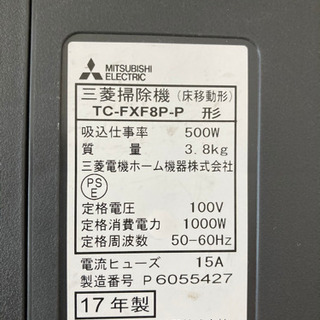 MITSUBISHI
ELECTRIC
三菱掃除機（床移動形）
TC-FXF8P-P 形
吸込仕事率 500W
質量 3.8kg
三菱電機ホーム機器株式会社
PS
E
定格電圧 100V
定格消費電力 1000W
定格周波数 50-60Hz
電流ヒューズ 15A
製造番号 P6055427
17年製